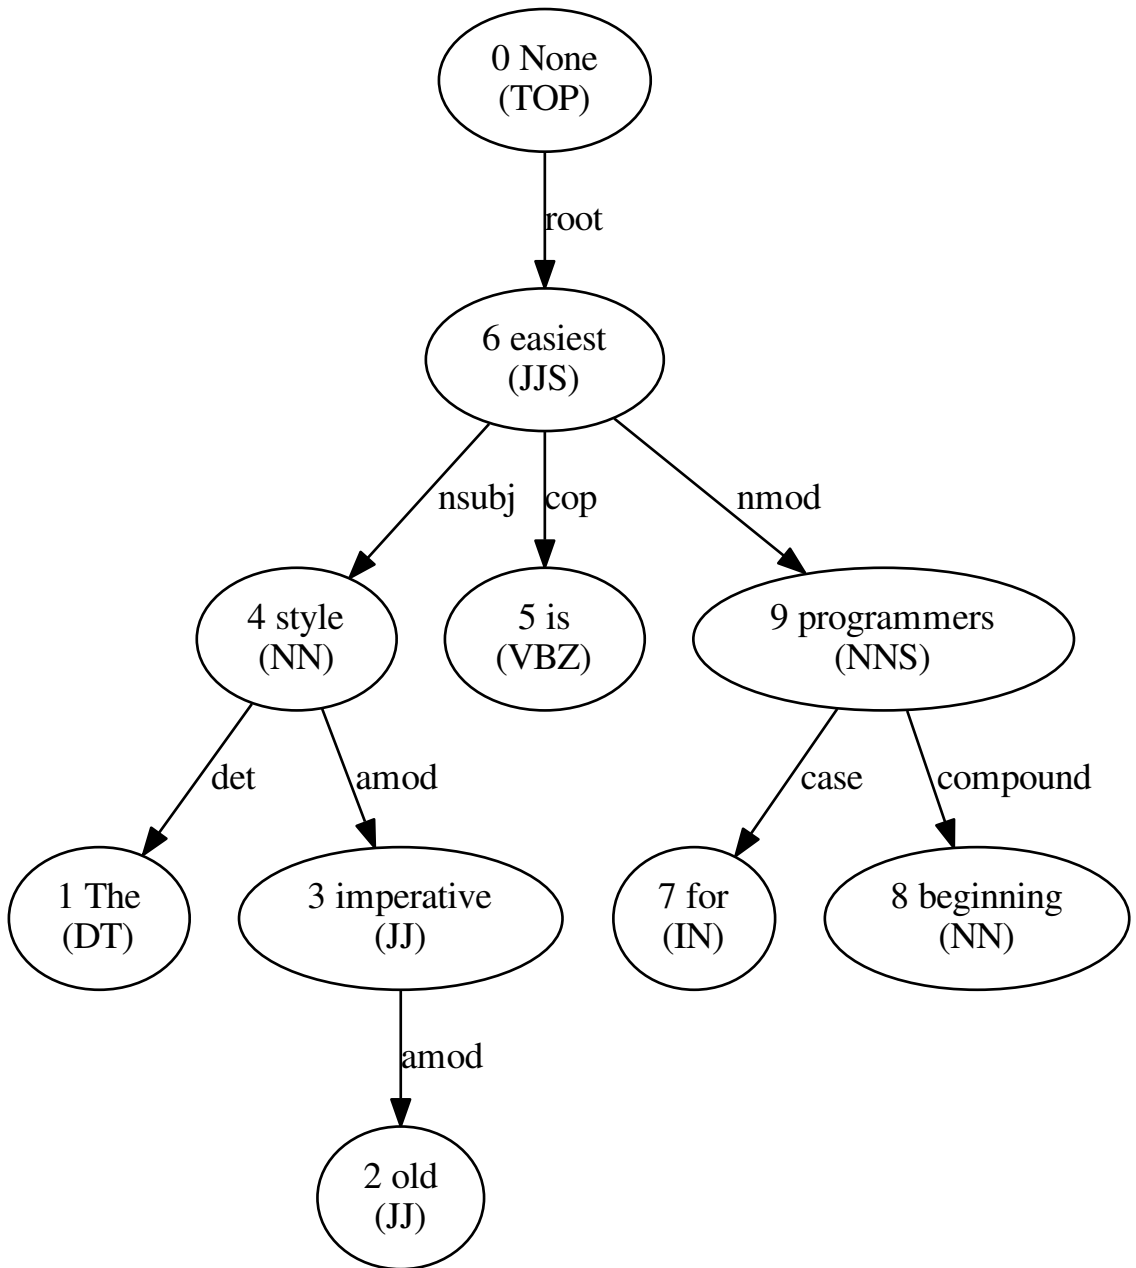 0 None
(TOP)
root
6 easiest
(JJS)
nsubj
cop
nmod
4 style
(NN)
5 is
(VBZ)
9 programmers
(NNS)
det
amod
case
compound
1 The
(DT)
3 imperative
(JJ)
7 for
(IN)
8 beginning
(NN)
amod
2 old
(JJ)